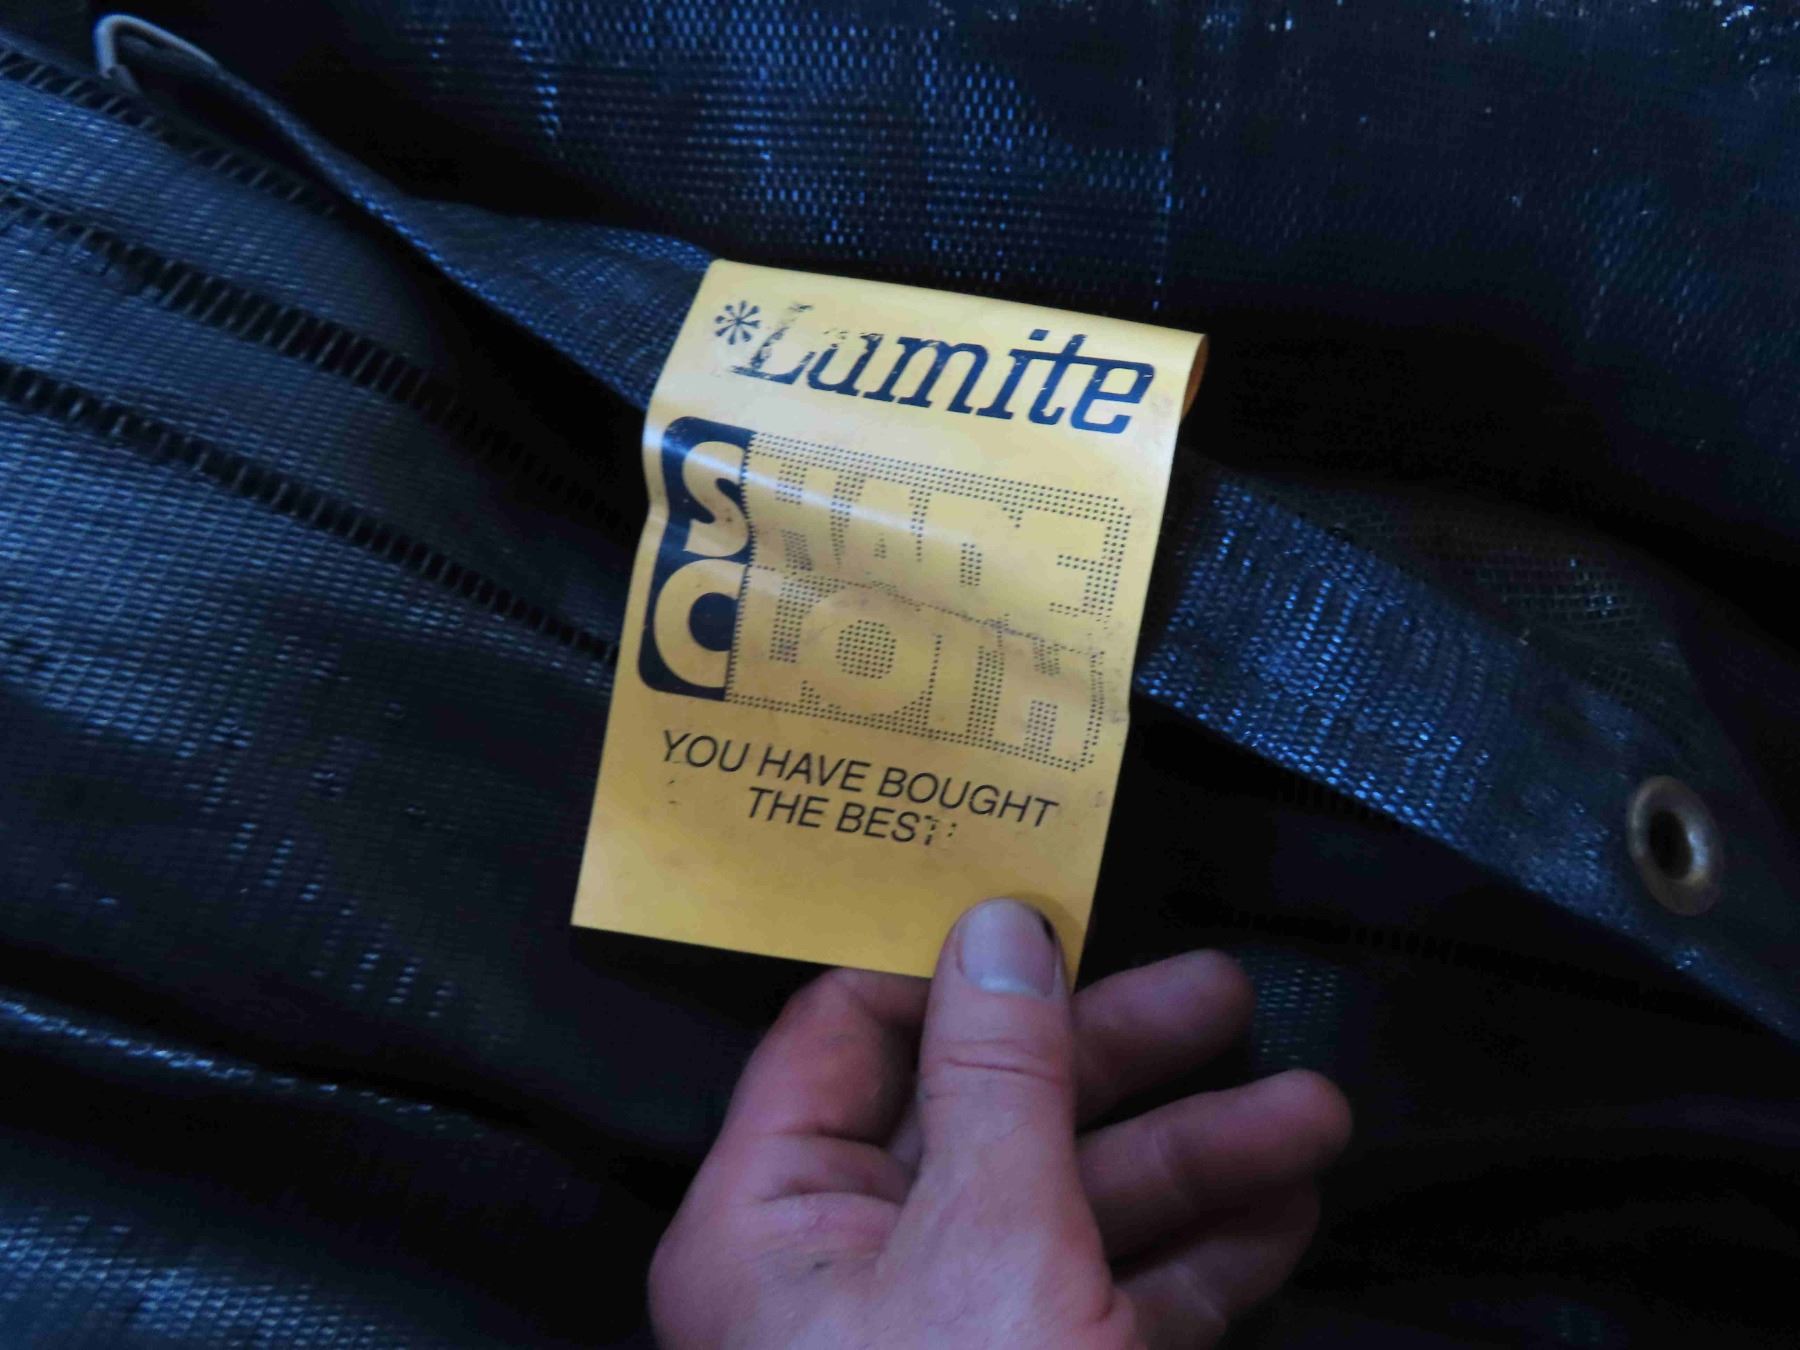 *Lumite
SHADE
CLOTH
YOU HAVE BOUGHT
THE BEST!